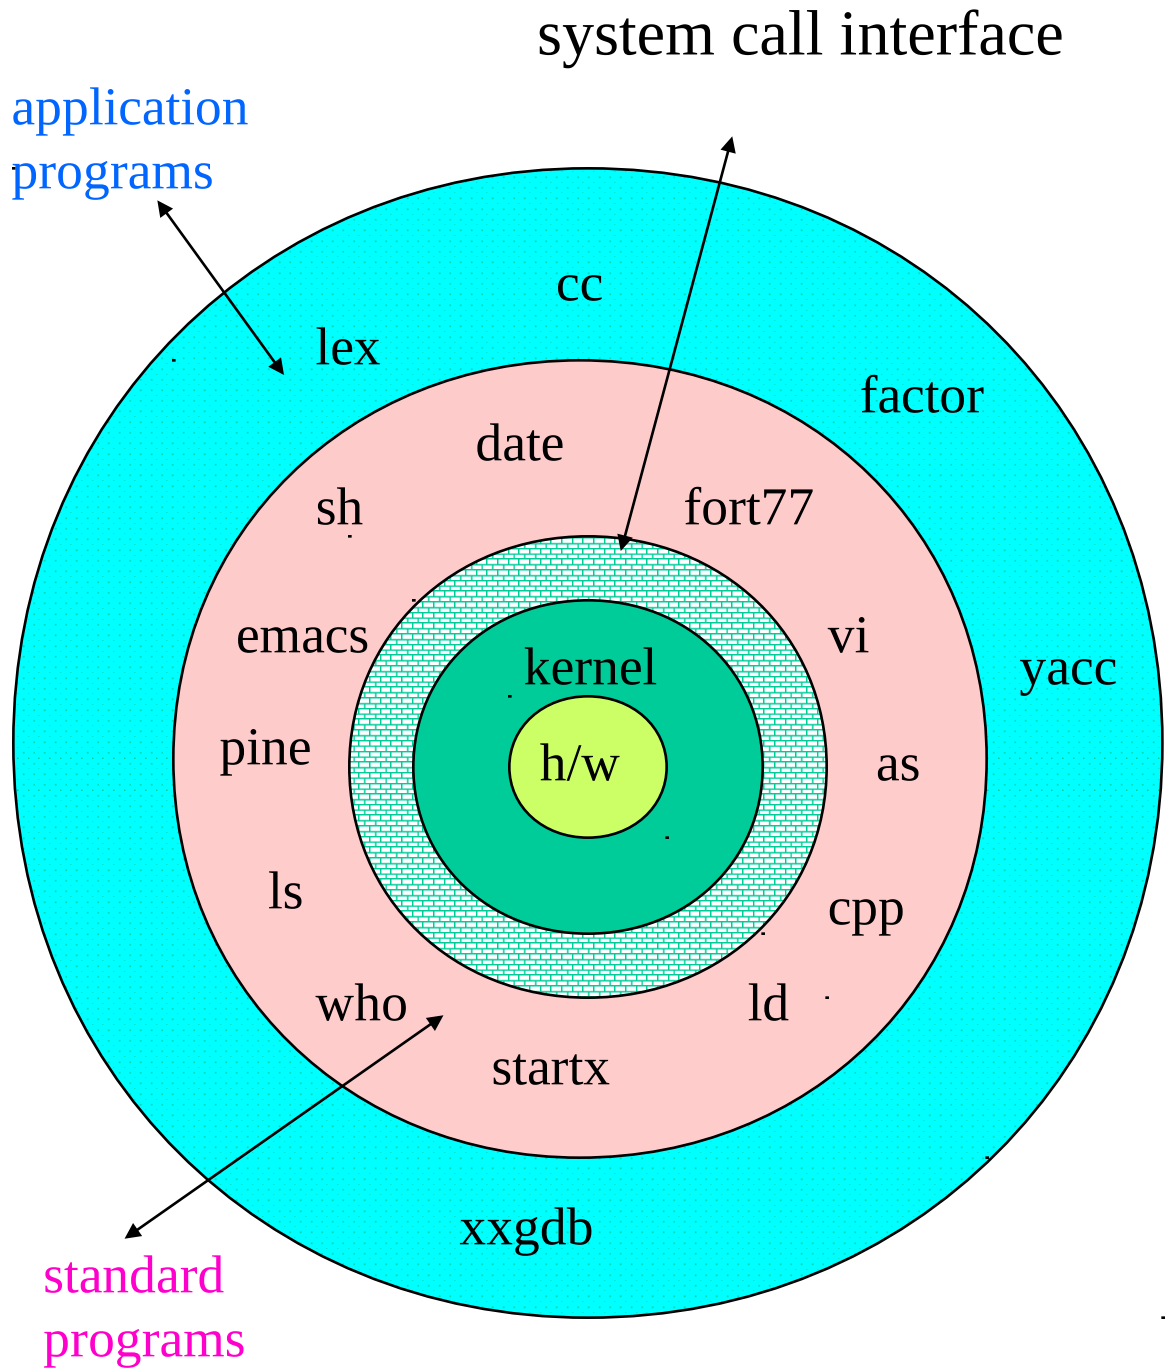 system call interface
application
programs
cc
lex
factor
date
sh
fort77
emacs
vi
kernel
yacc
pine
h/w
as
ls
cpp
who
ld
startx
xxgdb
standard
programs